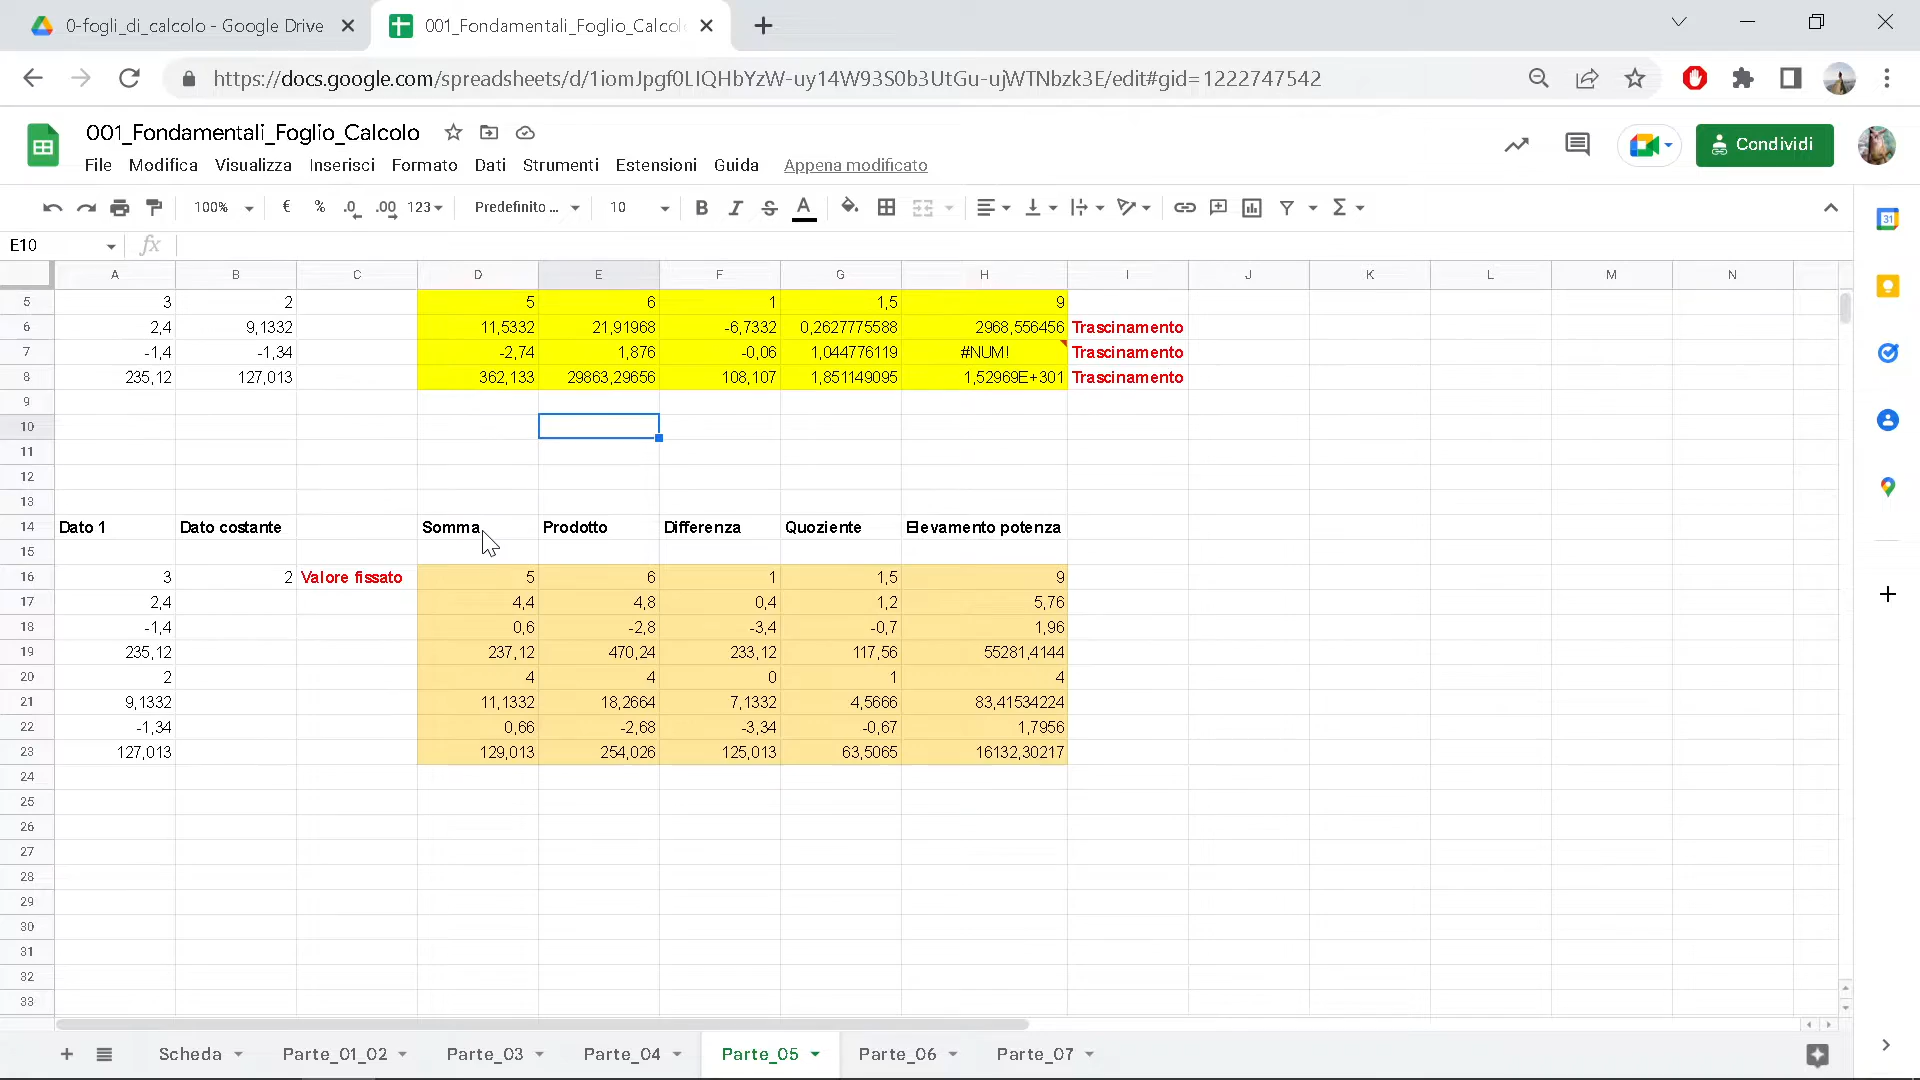 0-fogli_di_calcolo - Google Drive
001_Fondamentali_Foglio_Calcol
https://docs.google.com/spreadsheets/d/1iomJpgf0LIQHbYzW-uy14W93S0b3UtGu-ujWTNbzk3E/edit#gid=1222747542
001_Fondamentali_Foglio_Calcolo
Condividi
File Modifica Visualizza Inserisci Formato Dati Strumenti Estensioni Guida Appena modificato
100% € % .0 .00 123 Predefinito ... 10 B I S A Σ
E10 fx
A B C D E F G H I J K L M N
5 3 2 5 6 1 1,5 9
6 2,4 9,1332 11,5332 21,91968 -6,7332 0,2627775588 2968,556456 Trascinamento
7 -1,4 -1,34 -2,74 1,876 -0,06 1,044776119 #NUM! Trascinamento
8 235,12 127,013 362,133 29863,29656 108,107 1,851149095 1,52969E+301 Trascinamento
9
10
11
12
13
14 Dato 1 Dato costante Somma Prodotto Differenza Quoziente Elevamento potenza
15
16 3 2 Valore fissato 5 6 1 1,5 9
17 2,4 4,4 4,8 0,4 1,2 5,76
18 -1,4 0,6 -2,8 -3,4 -0,7 1,96
19 235,12 237,12 470,24 233,12 117,56 55281,4144
20 2 4 4 0 1 4
21 9,1332 11,1332 18,2664 7,1332 4,5666 83,41534224
22 -1,34 0,66 -2,68 -3,34 -0,67 1,7956
23 127,013 129,013 254,026 125,013 63,5065 16132,30217
24
25
26
27
28
29
30
31
32
33
Scheda Parte_01_02 Parte_03 Parte_04 Parte_05 Parte_06 Parte_07
31